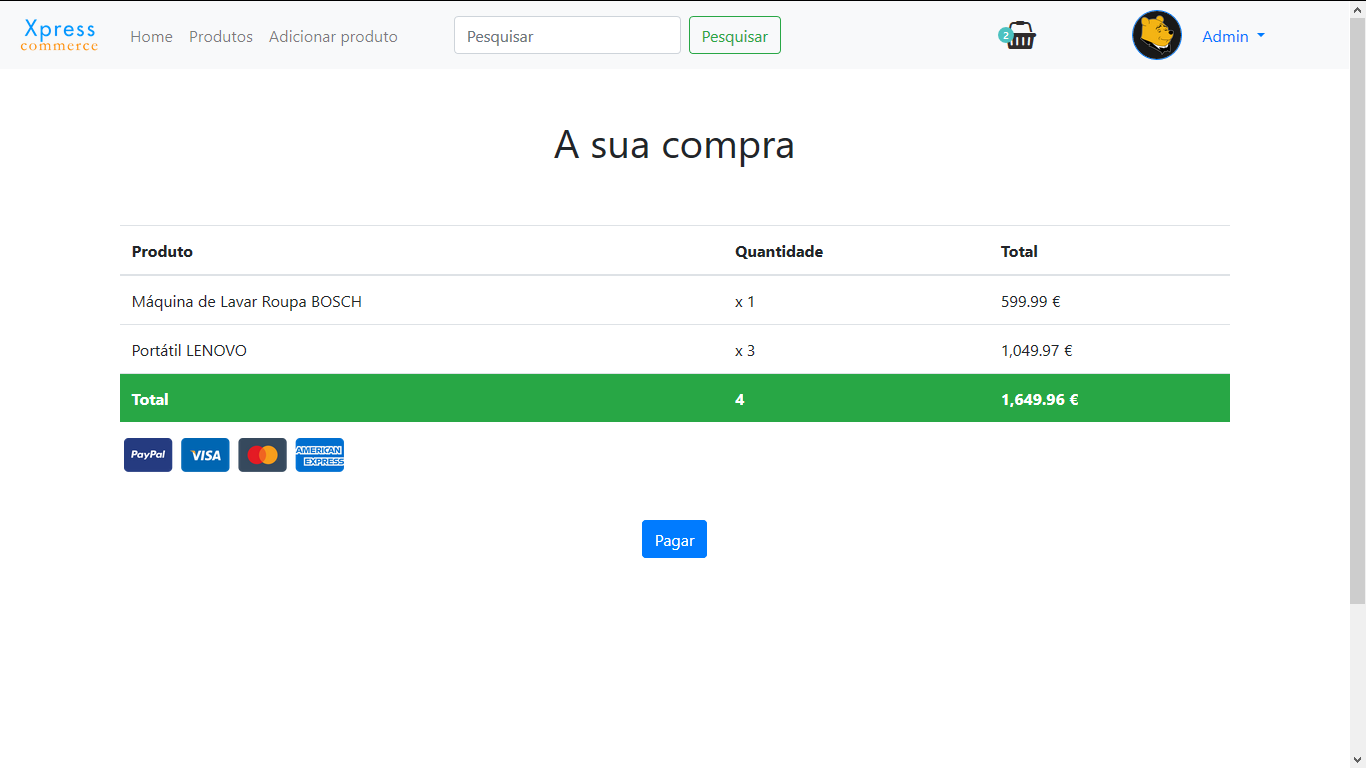 Xpress
commerce
Home Produtos Adicionar produto Pesquisar Pesquisar 2 Admin
A sua compra
Produto Quantidade Total
Máquina de Lavar Roupa BOSCH x 1 599.99 €
Portátil LENOVO x 3 1,049.97 €
Total 4 1,649.96 €
PayPal VISA AMERICAN EXPRESS
Pagar